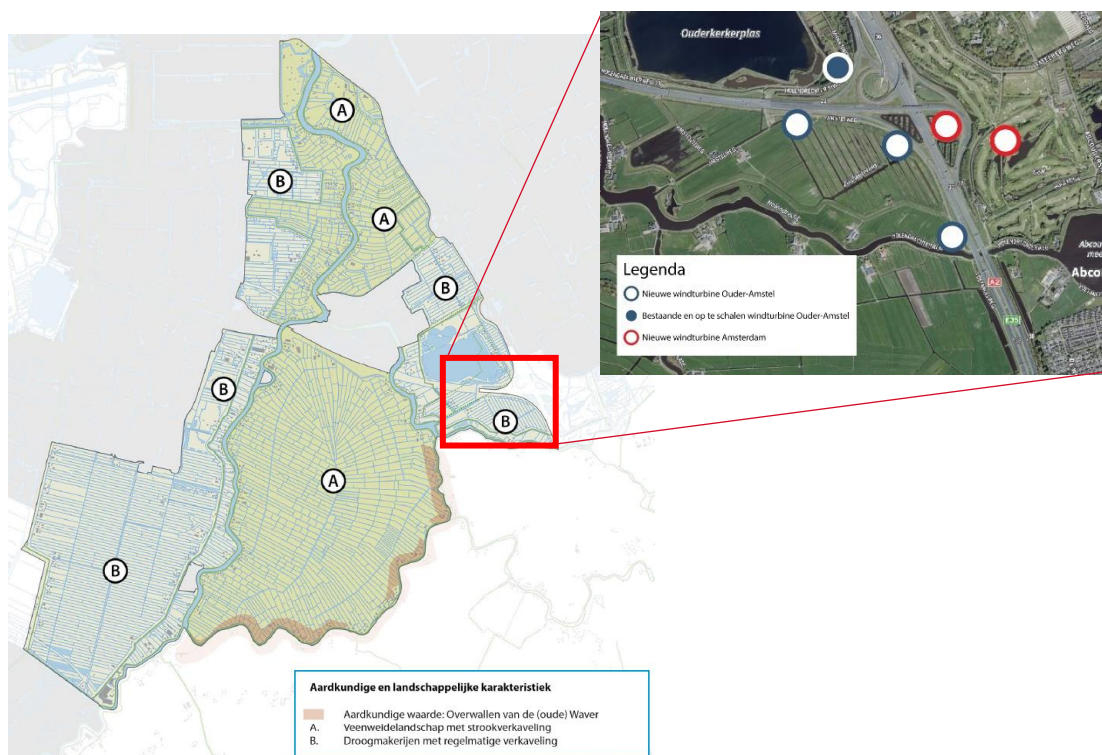 A
B
A
B
B
A
B
B
Aardkundige en landschappelijke karakteristiek
Aardkundige waarde: Overwallen van de (oude) Waver
A. Veenweidelandschap met strookverkaveling
B. Droogmakerijen met regelmatige verkaveling
Ouderkerkerplas
A2
E35
Abcou
Legenda
Nieuwe windturbine Ouder-Amstel
Bestaande en op te schalen windturbine Ouder-Amstel
Nieuwe windturbine Amsterdam